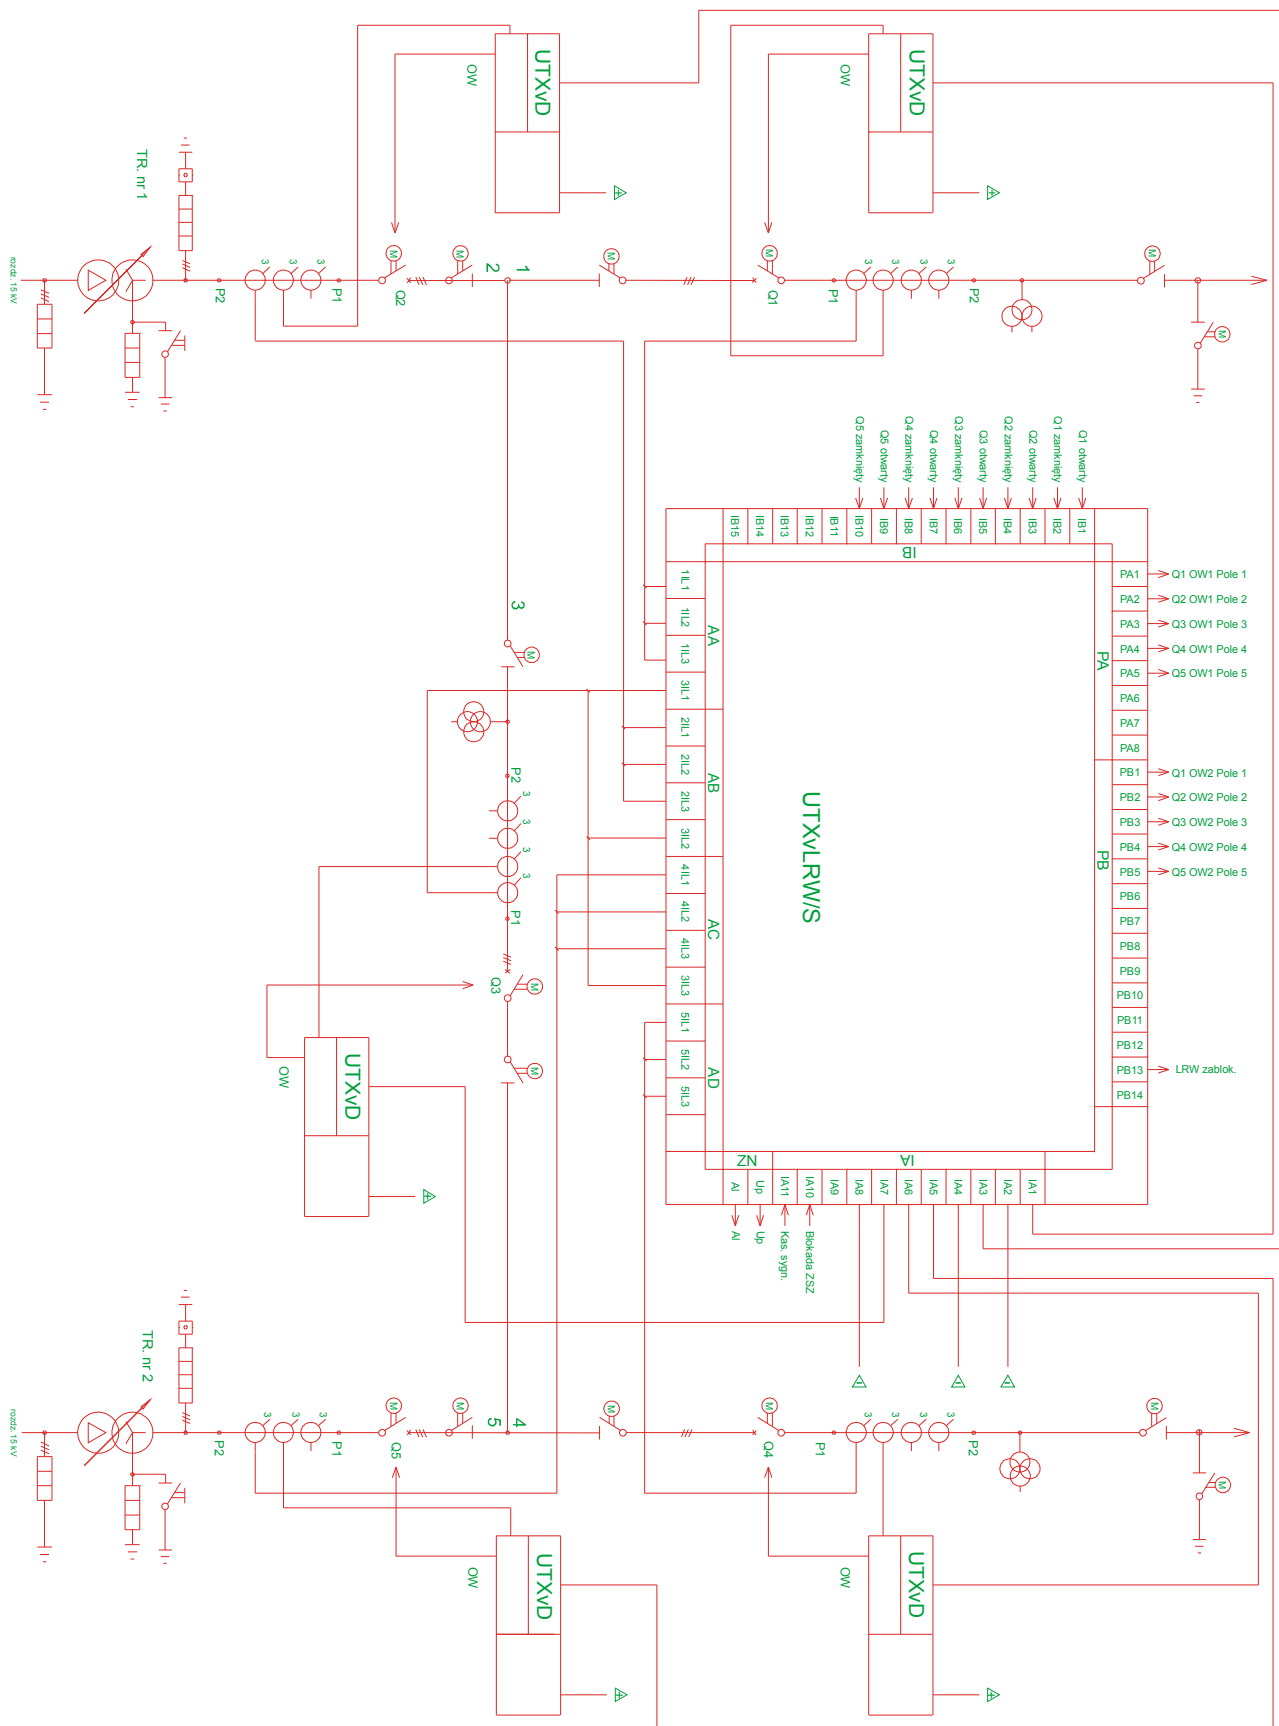 UTXvD
OW
UTXvD
OW
TR. nr 1
rozdz. 15 kV
3
3
3
P2
P1
M
Q2
M
2
1
M
M
Q1
P1
3
3
3
3
P2
M
M
Q5 zamknięty
Q5 otwarty
Q4 zamknięty
Q4 otwarty
Q3 zamknięty
Q3 otwarty
Q2 zamknięty
Q2 otwarty
Q1 zamknięty
Q1 otwarty
IB15
IB14
IB13
IB12
IB11
IB10
IB9
IB8
IB7
IB6
IB5
IB4
IB3
IB2
IB1
IB
PA1
PA2
PA3
PA4
PA5
PA6
PA7
PA8
PA
Q1 OW1 Pole 1
Q2 OW1 Pole 2
Q3 OW1 Pole 3
Q4 OW1 Pole 4
Q5 OW1 Pole 5
PB1
PB2
PB3
PB4
PB5
PB6
PB7
PB8
PB9
PB10
PB11
PB12
PB13
PB14
PB
Q1 OW2 Pole 1
Q2 OW2 Pole 2
Q3 OW2 Pole 3
Q4 OW2 Pole 4
Q5 OW2 Pole 5
LRW zablok.
1IL1
1IL2
1IL3
3IL1
AA
2IL1
2IL2
2IL3
3IL2
AB
4IL1
4IL2
4IL3
3IL3
AC
5IL1
5IL2
5IL3
AD
UTXvLRW/S
NZ
IA
Al
Up
IA11
IA10
IA9
IA8
IA7
IA6
IA5
IA4
IA3
IA2
IA1
Al
Up
Kas. sygn.
Blokada ZSZ
3
M
P2
3
3
3
3
P1
Q3
M
M
UTXvD
OW
TR. nr 2
rozdz. 15 kV
3
3
3
P2
P1
M
Q5
M
5
4
M
M
Q4
P1
3
3
3
3
P2
M
M
UTXvD
OW
UTXvD
OW